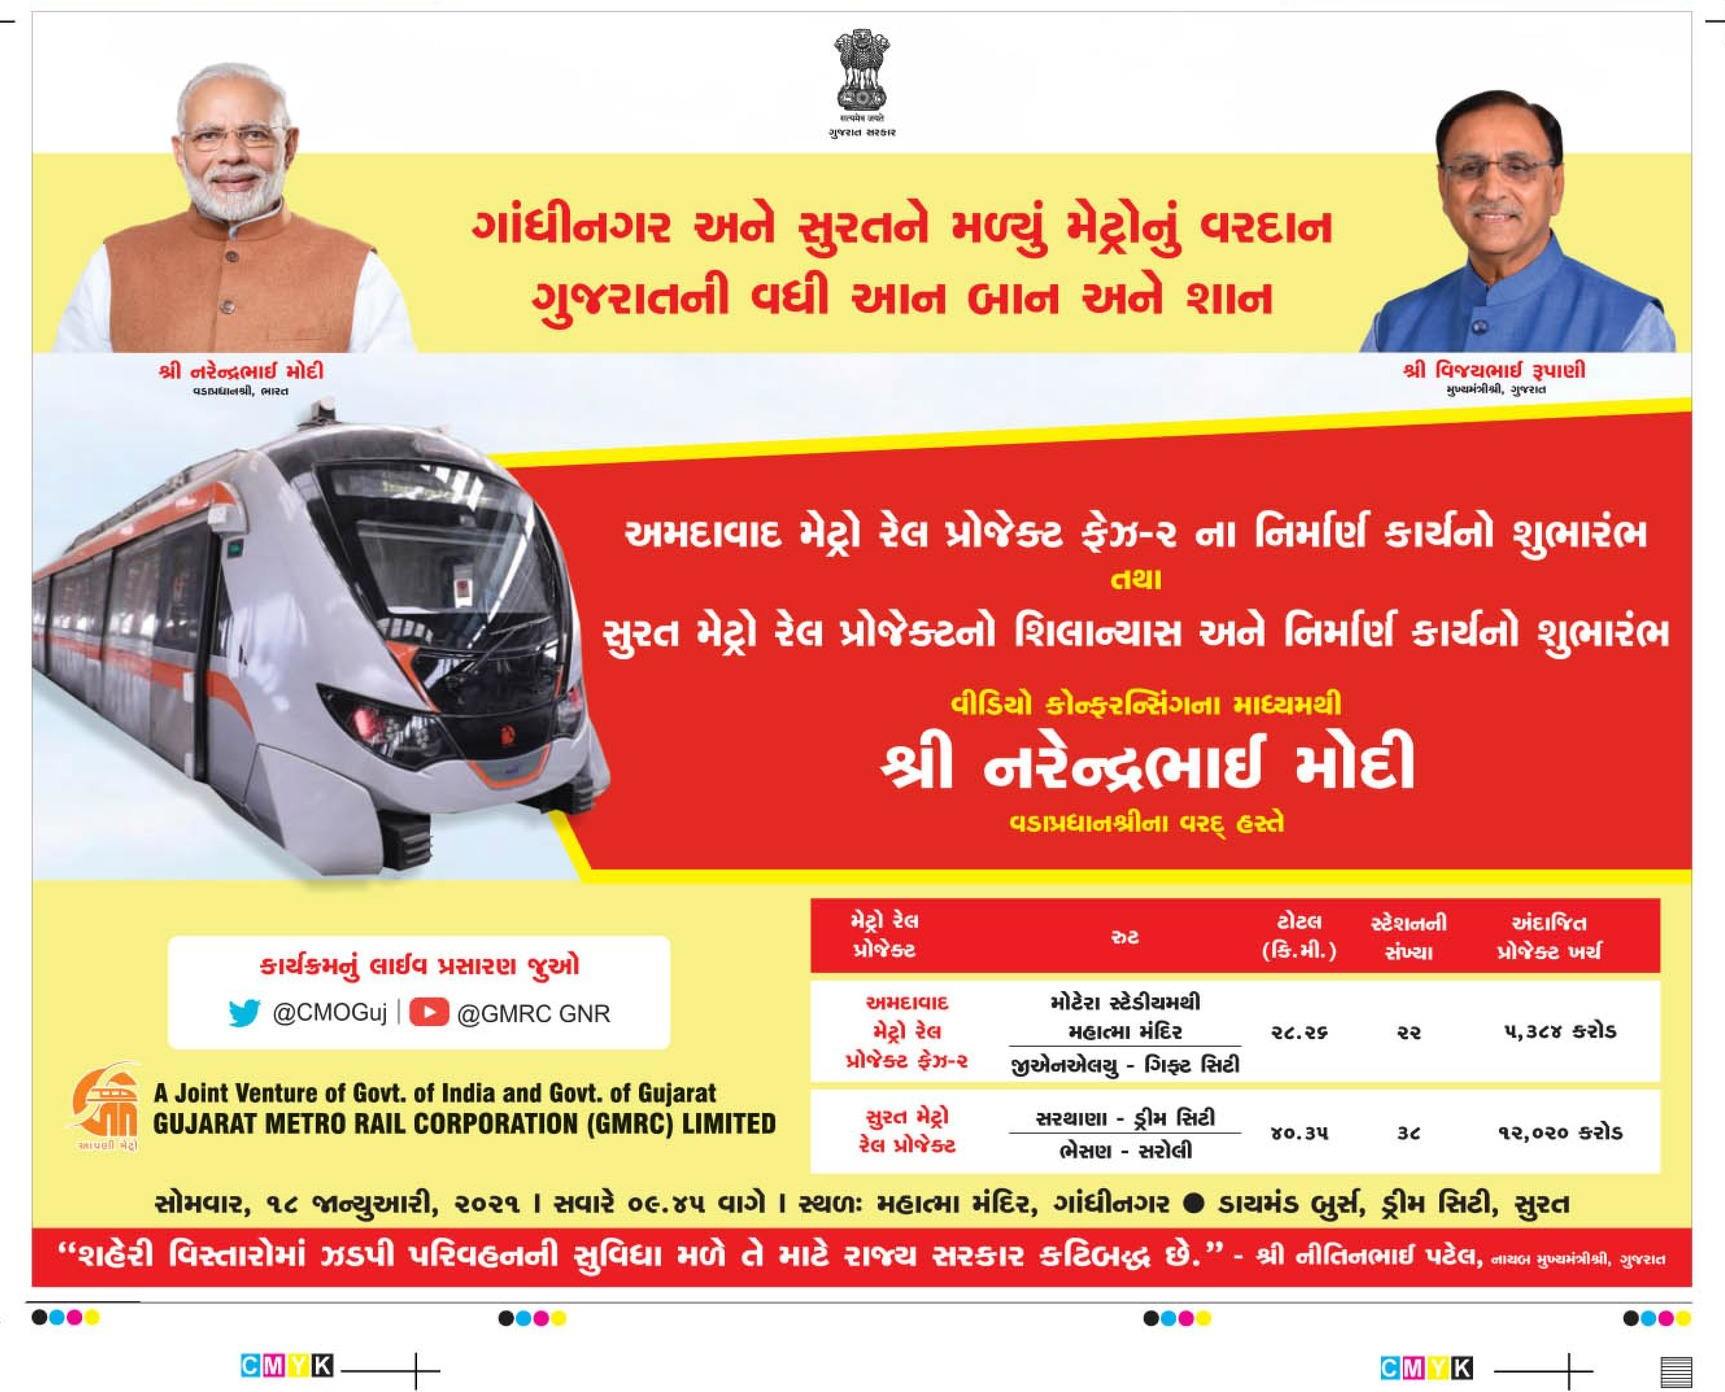 सत्यमेव जयते
ગુજરાત સરકાર
ગાંધીનગર અને સુરતને મળ્યું મેટ્રોનું વરદાન
ગુજરાતની વધી આન બાન અને શાન
શ્રી નરેન્દ્રભાઈ મોદી
વડાપ્રધાનશ્રી, ભારત
શ્રી વિજયભાઈ રૂપાણી
મુખ્યમંત્રીશ્રી, ગુજરાત
અમદાવાદ મેટ્રો રેલ પ્રોજેક્ટ ફેઝ-૨ ના નિર્માર્ણ કાર્યનો શુભારંભ
તથા
સુરત મેટ્રો રેલ પ્રોજેક્ટનો શિલાન્યાસ અને નિર્માર્ણ કાર્યનો શુભારંભ
વીડિયો કોન્ફરન્સિંગના માધ્યમથી
શ્રી નરેન્દ્રભાઈ મોદી
વડાપ્રધાનશ્રીના વરદ્ હસ્તે
કાર્યક્રમનું લાઈવ પ્રસારણ જુઓ
@CMOGuj | @GMRC GNR
આપણી મેટ્રો
A Joint Venture of Govt. of India and Govt. of Gujarat
GUJARAT METRO RAIL CORPORATION (GMRC) LIMITED
મેટ્રો રેલ પ્રોજેક્ટ રુટ ટોટલ (કિ.મી.) સ્ટેશનની સંખ્યા અંદાજિત પ્રોજેક્ટ ખર્ચ
અમદાવાદ મેટ્રો રેલ પ્રોજેક્ટ ફેઝ-૨ મોટેરા સ્ટેડીયમથી મહાત્મા મંદિર જીએનએલયુ - ગિફ્ટ સિટી ૨૮.૨૬ ૨૨ ૫,૩૮૪ કરોડ
સુરત મેટ્રો રેલ પ્રોજેક્ટ સરથાણા - ડ્રીમ સિટી ભેસણ - સરોલી ૪૦.૩૫ ૩૮ ૧૨,૦૨૦ કરોડ
સોમવાર, ૧૮ જાન્યુઆરી, ૨૦૨૧ । સવારે ૦૯.૪૫ વાગે । સ્થળઃ મહાત્મા મંદિર, ગાંધીનગર ● ડાયમંડ બુર્સ, ડ્રીમ સિટી, સુરત
“શહેરી વિસ્તારોમાં ઝડપી પરિવહનની સુવિધા મળે તે માટે રાજ્ય સરકાર કટિબદ્ધ છે.” - શ્રી નીતિનભાઈ પટેલ, નાયબ મુખ્યમંત્રીશ્રી, ગુજરાત
CMYK
CMYK